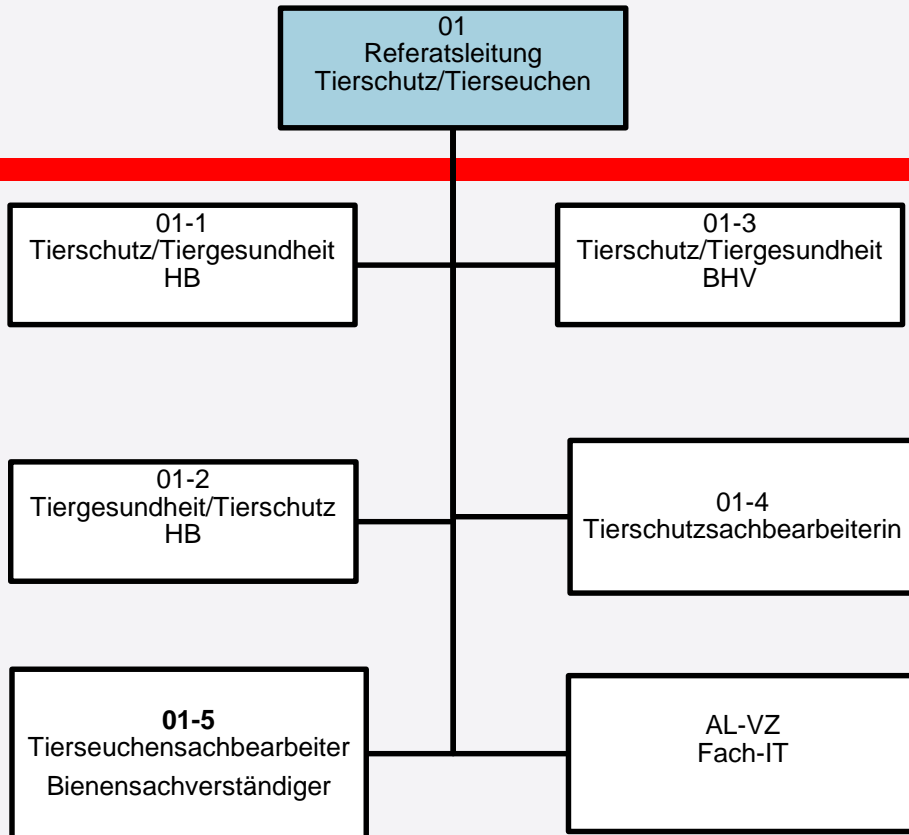 01
Referatsleitung
Tierschutz/Tierseuchen
01-1
Tierschutz/Tiergesundheit
HB
01-3
Tierschutz/Tiergesundheit
BHV
01-2
Tiergesundheit/Tierschutz
HB
01-4
Tierschutzsachbearbeiterin
01-5
Tierseuchensachbearbeiter
Bienensachverständiger
AL-VZ
Fach-IT